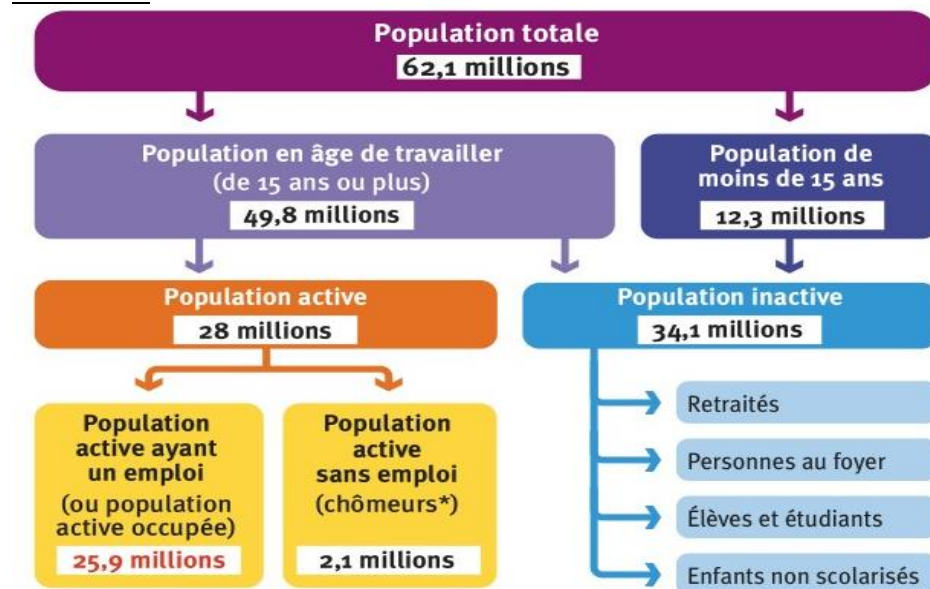 Population totale
62,1 millions
Population en âge de travailler
(de 15 ans ou plus)
49,8 millions
Population de
moins de 15 ans
12,3 millions
Population active
28 millions
Population inactive
34,1 millions
Population
active ayant
un emploi
(ou population
active occupée)
25,9 millions
Population
active
sans emploi
(chômeurs*)
2,1 millions
Retraités
Personnes au foyer
Élèves et étudiants
Enfants non scolarisés